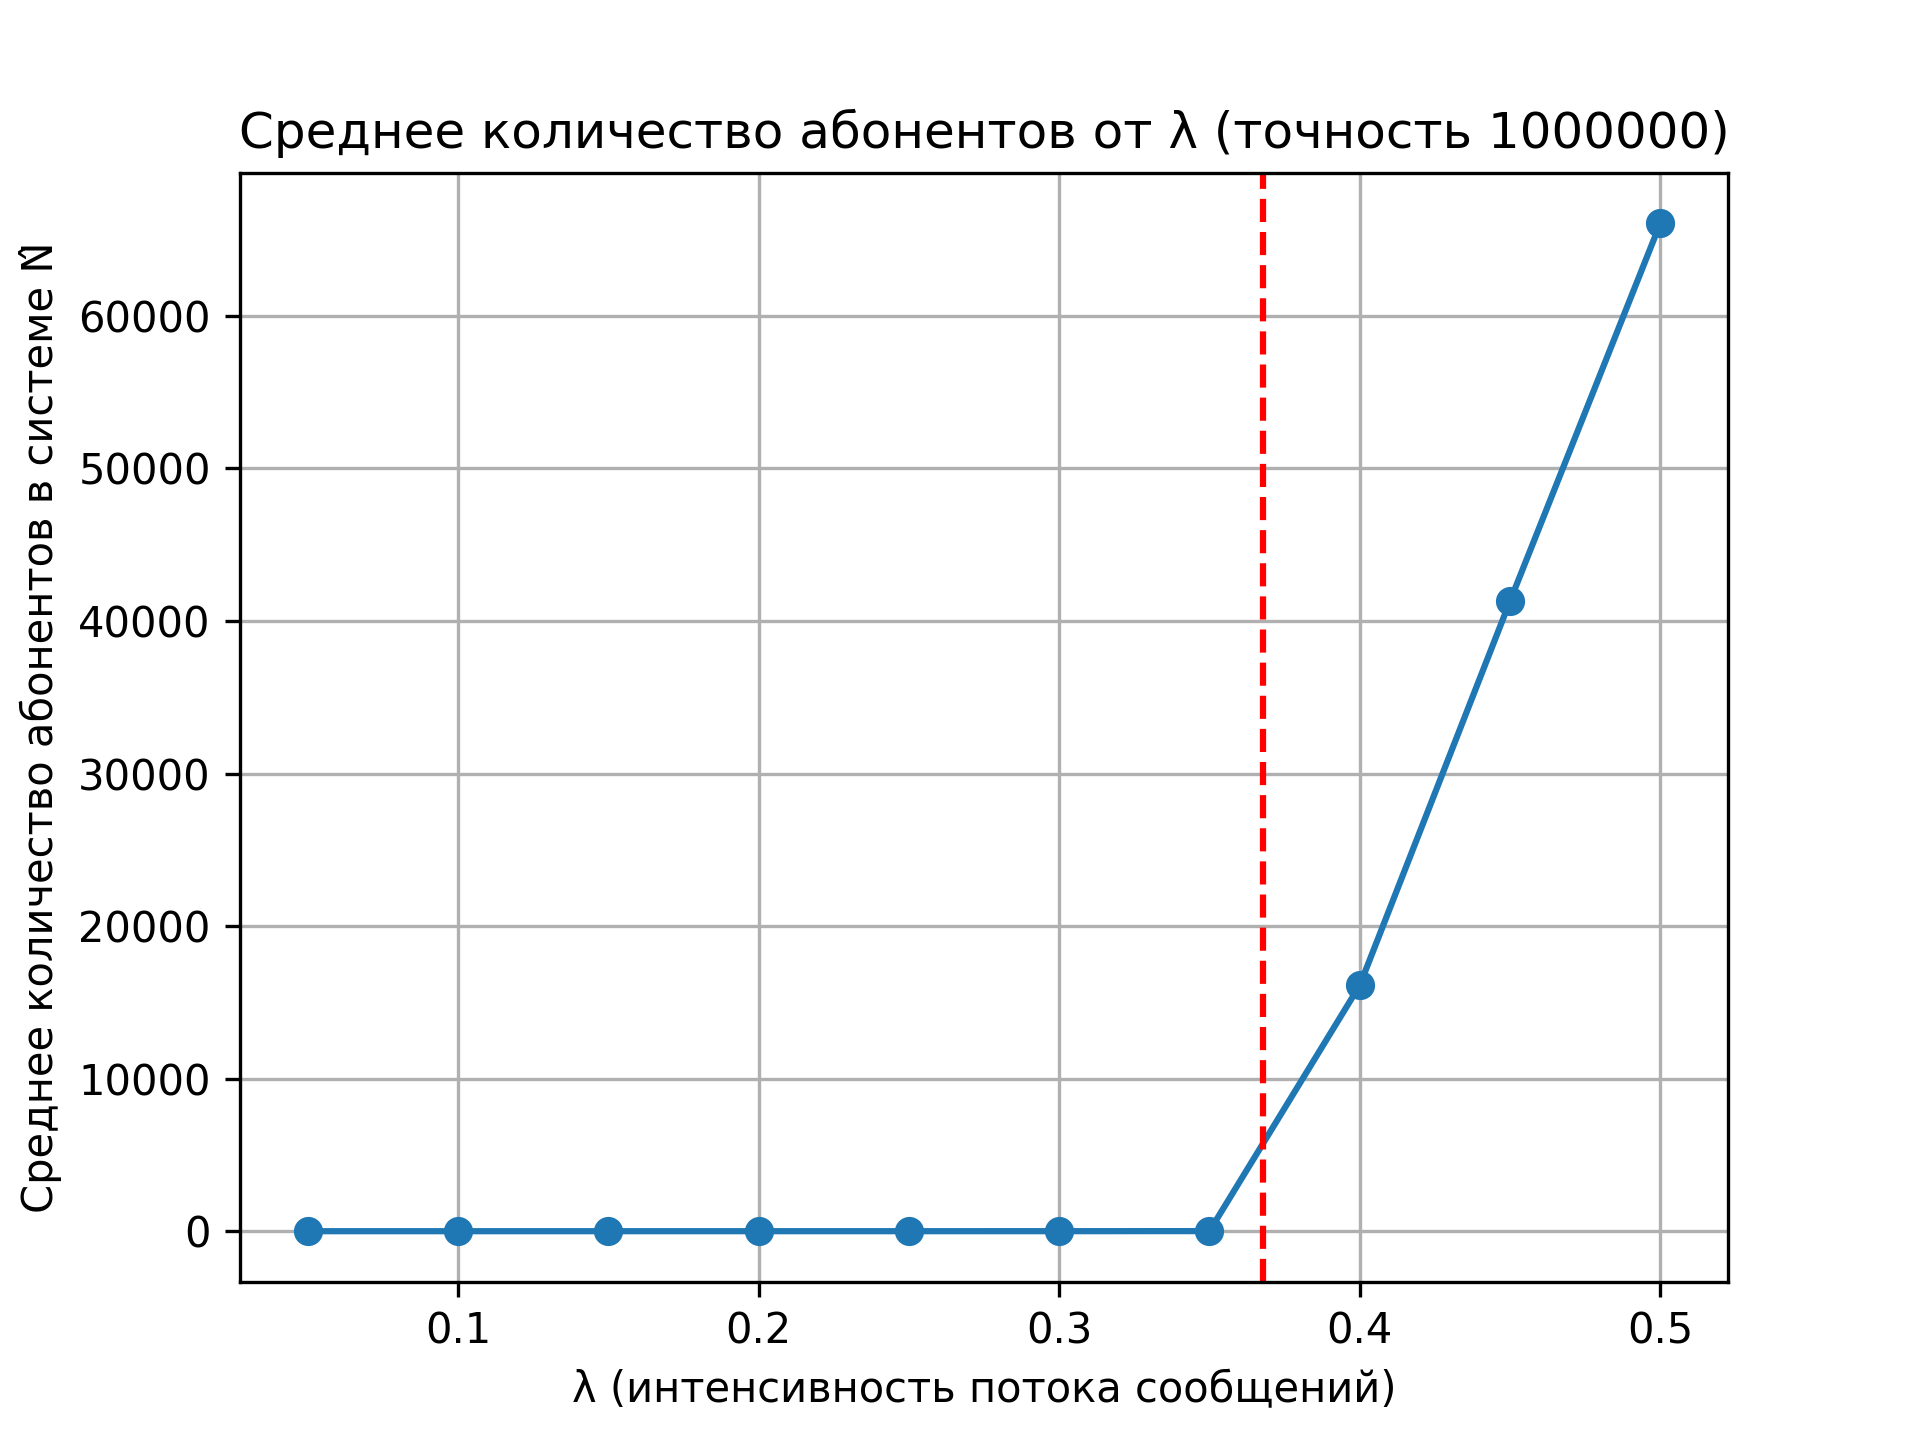 Среднее количество абонентов от λ (точность 1000000)
Среднее количество абонентов в системе N̂
60000
50000
40000
30000
20000
10000
0
0.1 0.2 0.3 0.4 0.5
λ (интенсивность потока сообщений)